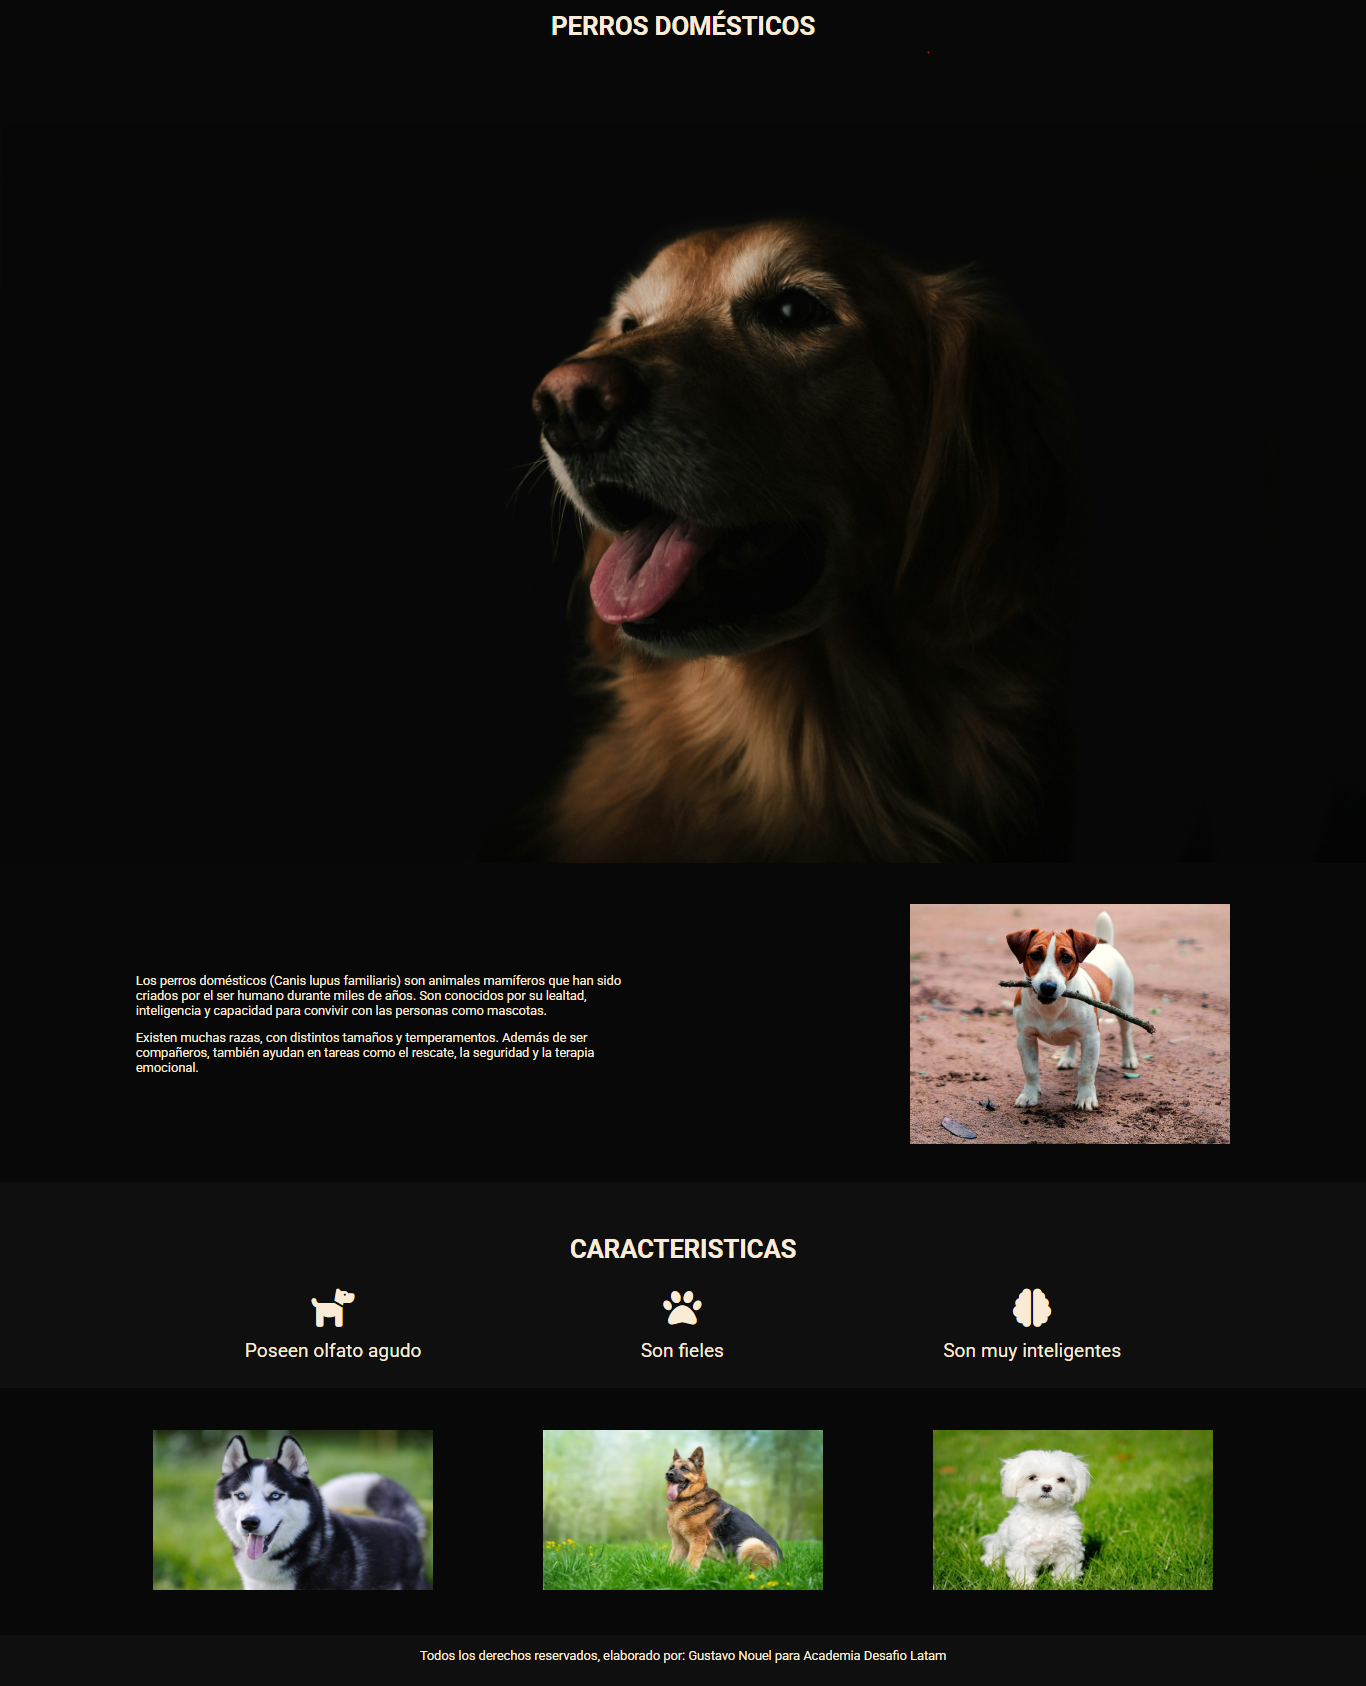 PERROS DOMÉSTICOS
Los perros domésticos (Canis lupus familiaris) son animales mamíferos que han sido
criados por el ser humano durante miles de años. Son conocidos por su lealtad,
inteligencia y capacidad para convivir con las personas como mascotas.
Existen muchas razas, con distintos tamaños y temperamentos. Además de ser
compañeros, también ayudan en tareas como el rescate, la seguridad y la terapia
emocional.
CARACTERISTICAS
Poseen olfato agudo
Son fieles
Son muy inteligentes
Todos los derechos reservados, elaborado por: Gustavo Nouel para Academia Desafio Latam